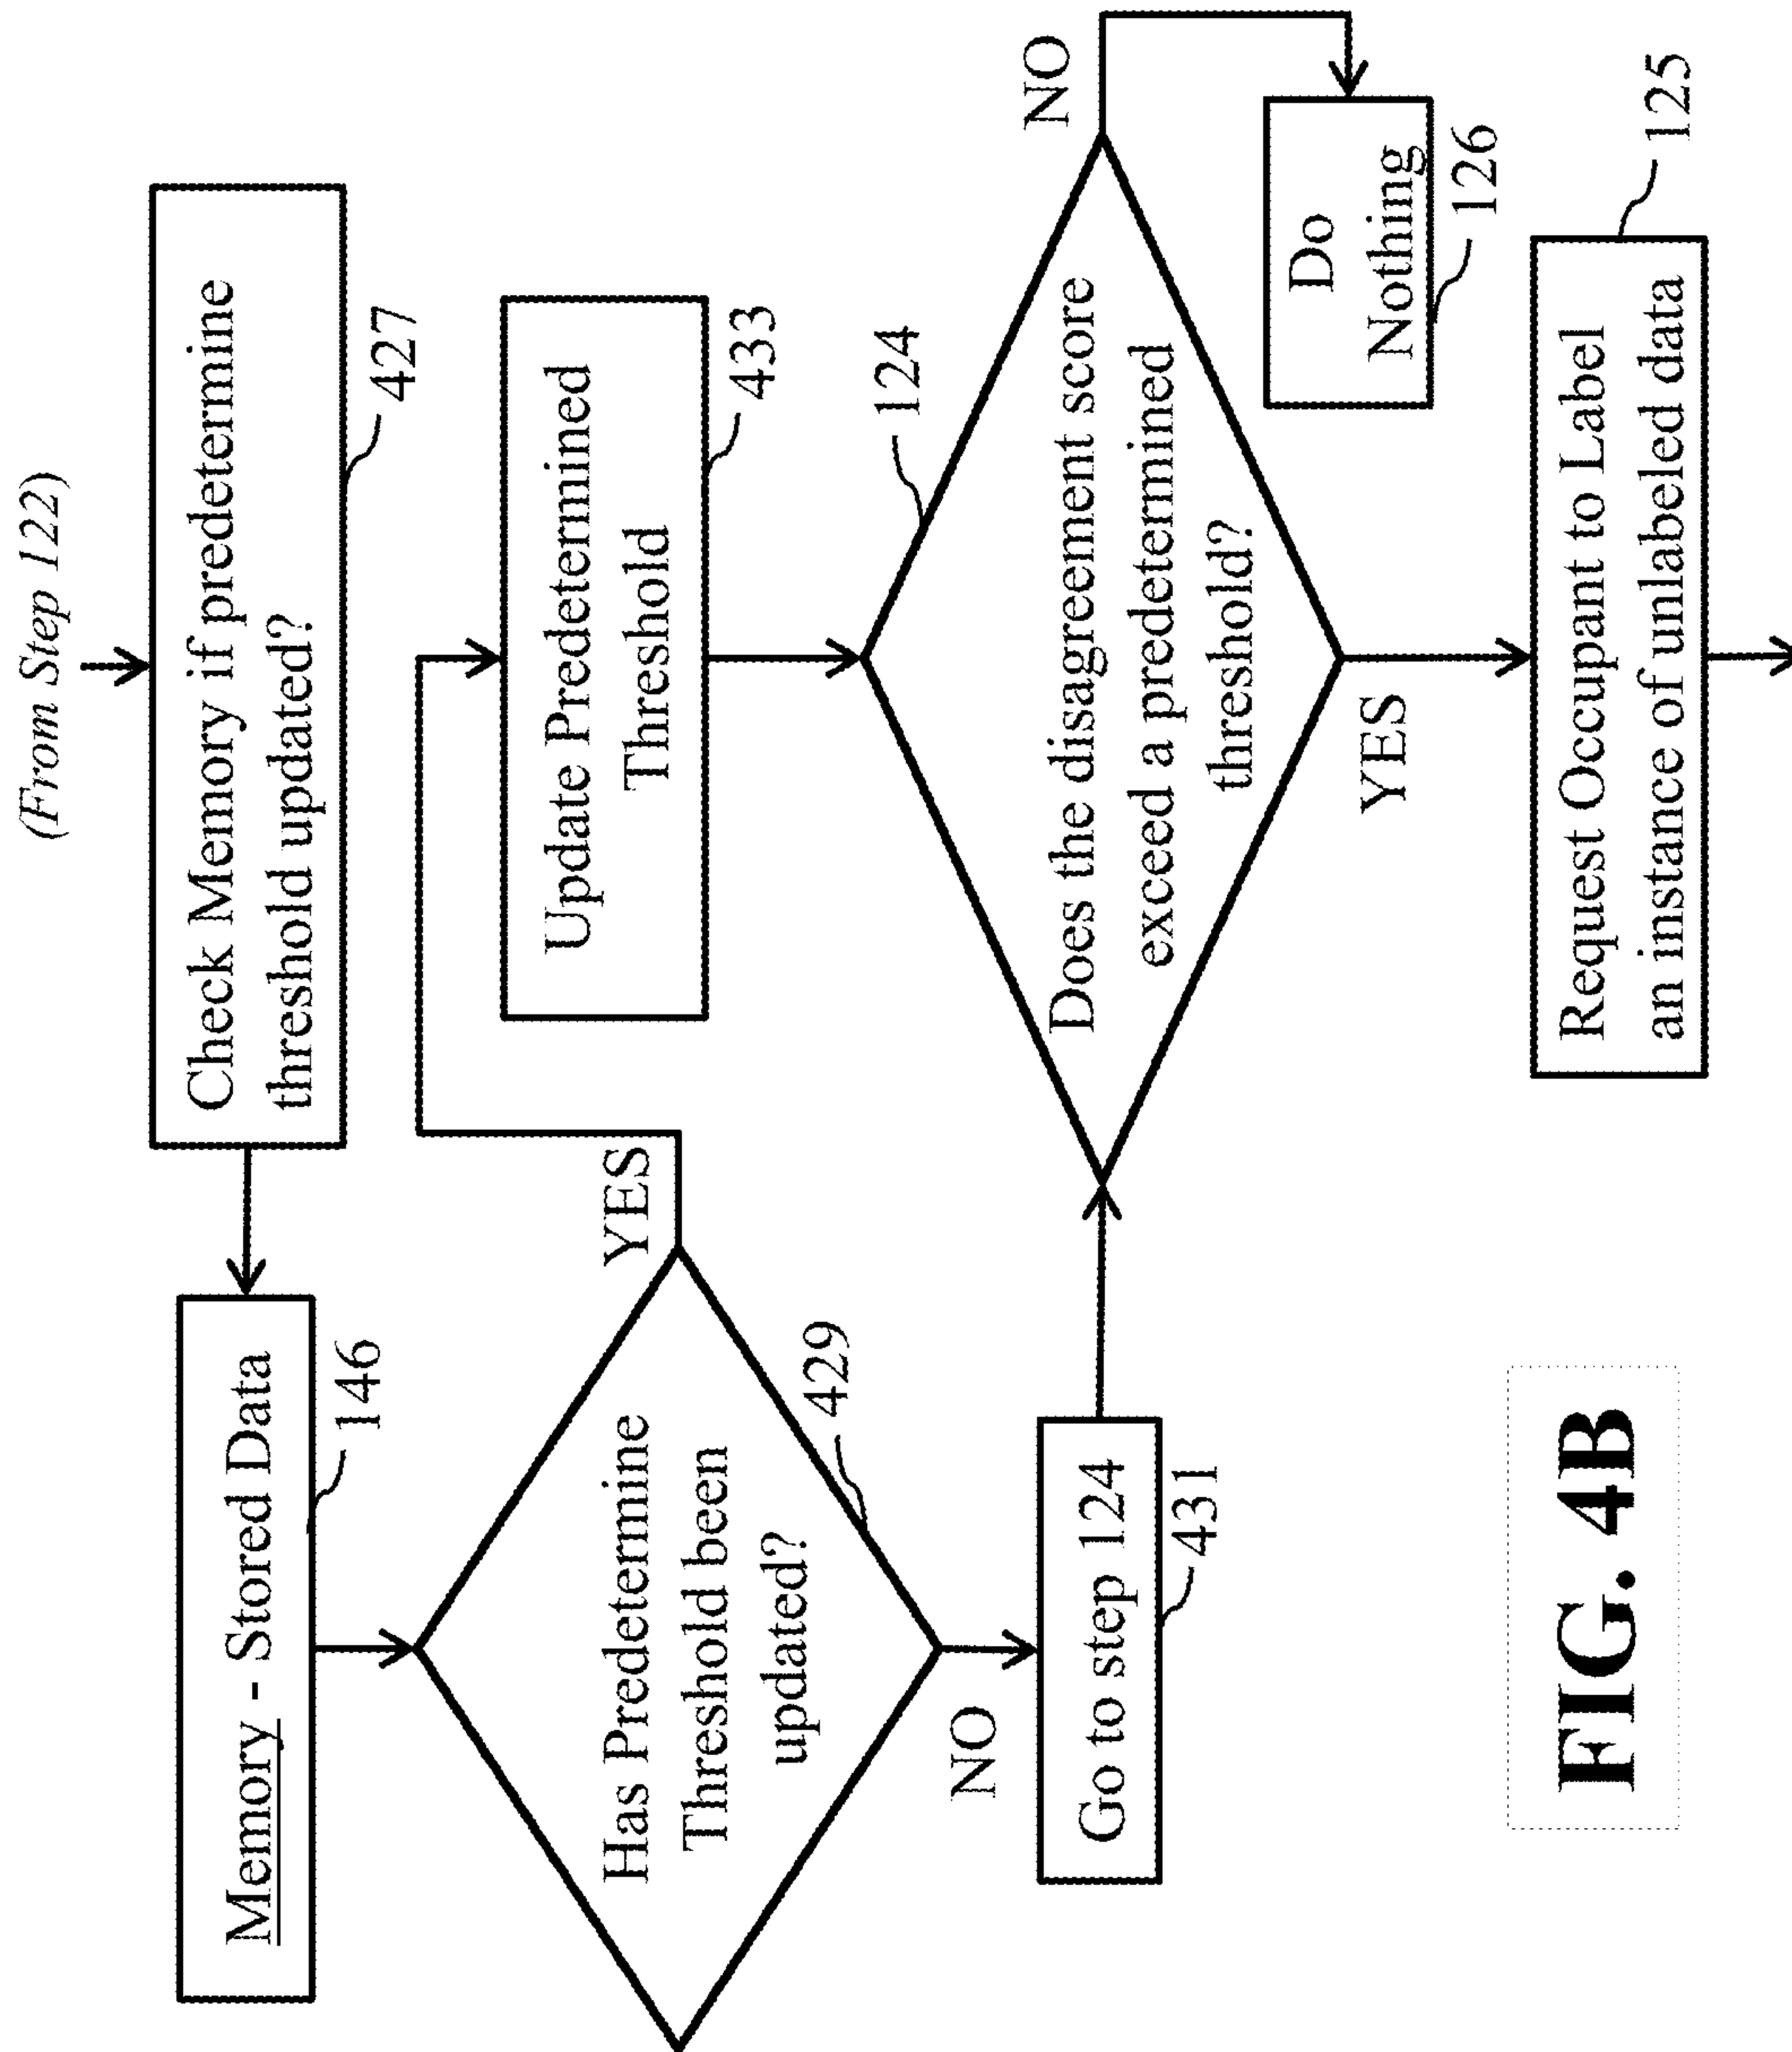 (From Step 122)
Check Memory if predetermine
threshold updated?
427
Memory - Stored Data
146
Has Predetermine
Threshold been
updated?
429
YES
NO
Update Predetermined
Threshold
433
Go to step 124
431
Does the disagreement score
exceed a predetermined
threshold?
124
NO
YES
Do
Nothing
126
Request Occupant to Label
an instance of unlabeled data
125
FIG. 4B